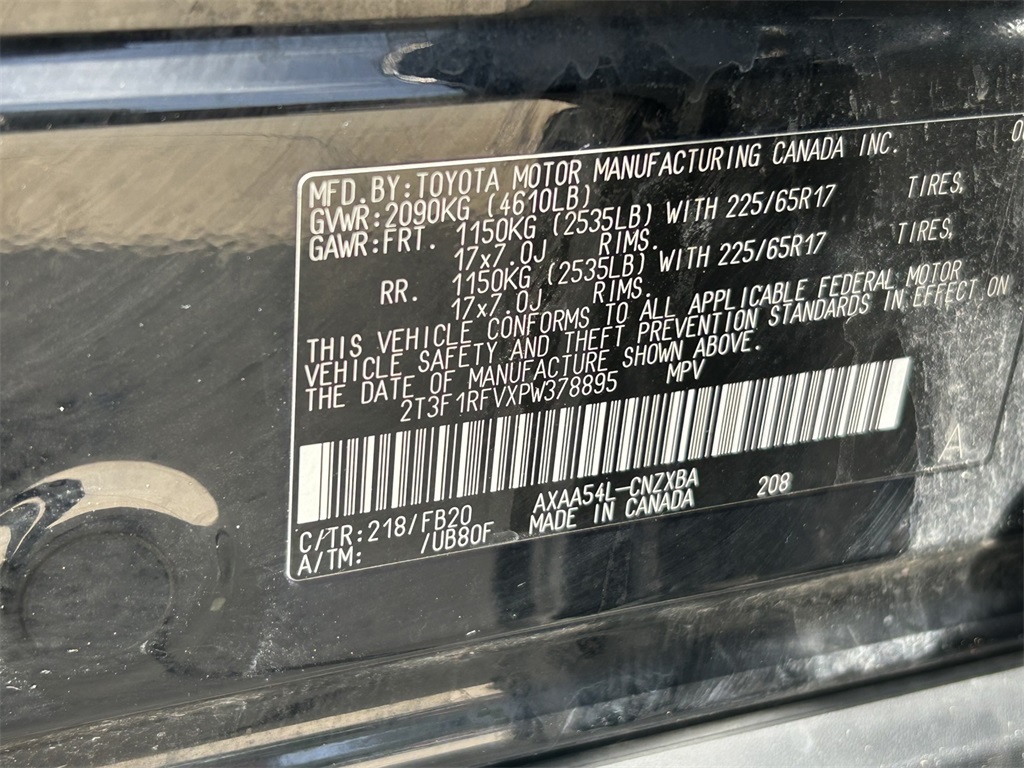 MFD.BY:TOYOTA MOTOR MANUFACTURING CANADA INC.
GVWR:2090KG (4610LB)
GAWR:FRT. 1150KG (2535LB) WITH 225/65R17 TIRES,
17x7.0J RIMS.
RR. 1150KG (2535LB) WITH 225/65R17 TIRES,
17x7.0J RIMS.
THIS VEHICLE CONFORMS TO ALL APPLICABLE FEDERAL MOTOR
VEHICLE SAFETY AND THEFT PREVENTION STANDARDS IN EFFECT ON
THE DATE OF MANUFACTURE SHOWN ABOVE.
2T3F1RFVXPW378895 MPV
C/TR:218/FB20 AXAA54L-CNZXBA 208 A
A/TM: /UB80F MADE IN CANADA